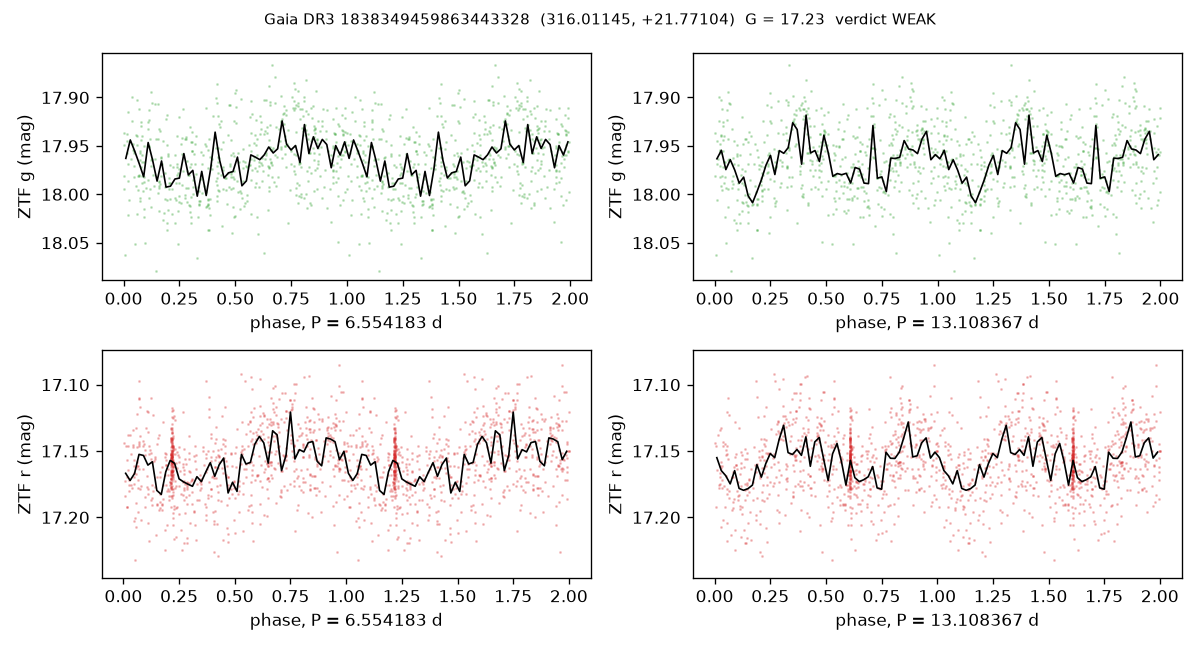 Gaia DR3 1838349459863443328  (316.01145, +21.77104)  G = 17.23  verdict WEAK
ZTF g (mag)
17.90
17.95
18.00
18.05
0.00 0.25 0.50 0.75 1.00 1.25 1.50 1.75 2.00
phase, P = 6.554183 d
ZTF g (mag)
17.90
17.95
18.00
18.05
0.00 0.25 0.50 0.75 1.00 1.25 1.50 1.75 2.00
phase, P = 13.108367 d
ZTF r (mag)
17.10
17.15
17.20
0.00 0.25 0.50 0.75 1.00 1.25 1.50 1.75 2.00
phase, P = 6.554183 d
ZTF r (mag)
17.10
17.15
17.20
0.00 0.25 0.50 0.75 1.00 1.25 1.50 1.75 2.00
phase, P = 13.108367 d